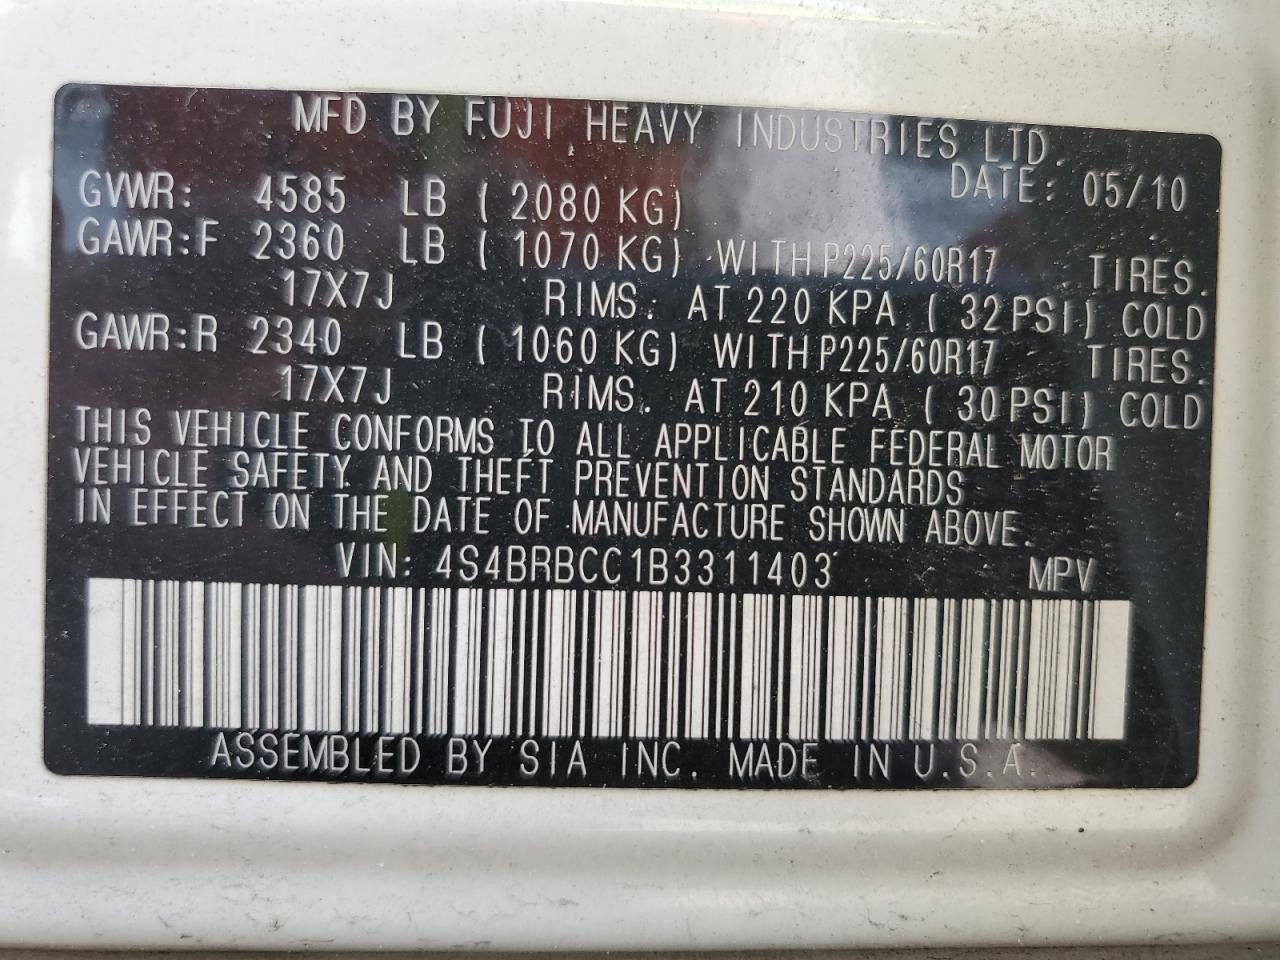 MFD BY FUJI HEAVY INDUSTRIES LTD.
DATE: 05/10
GVWR: 4585 LB ( 2080 KG)
GAWR:F 2360 LB ( 1070 KG) WITH P225/60R17 TIRES.
17X7J RIMS. AT 220 KPA ( 32 PSI) COLD
GAWR:R 2340 LB ( 1060 KG) WITH P225/60R17 TIRES.
17X7J RIMS. AT 210 KPA ( 30 PSI) COLD
THIS VEHICLE CONFORMS TO ALL APPLICABLE FEDERAL MOTOR
VEHICLE SAFETY AND THEFT PREVENTION STANDARDS
IN EFFECT ON THE DATE OF MANUFACTURE SHOWN ABOVE.
VIN: 4S4BRBCC1B3311403 MPV
ASSEMBLED BY SIA INC. MADE IN U.S.A.